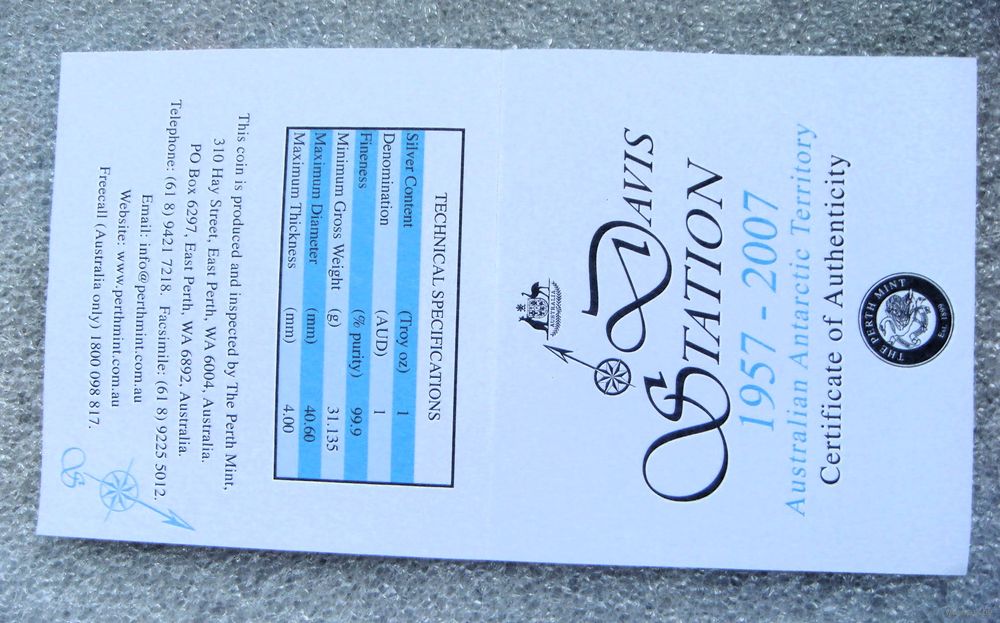 AUSTRALIA
DAVIS
STATION
1957 - 2007
Australian Antarctic Territory
Certificate of Authenticity
THE PERTH MINT
Est. 1899
TECHNICAL SPECIFICATIONS
Silver Content (Troy oz) 1
Denomination (AUD) 1
Fineness (% purity) 99.9
Minimum Gross Weight (g) 31.135
Maximum Diameter (mm) 40.60
Maximum Thickness (mm) 4.00
This coin is produced and inspected by The Perth Mint,
310 Hay Street, East Perth, WA 6004, Australia.
PO Box 6297, East Perth, WA 6892, Australia.
Telephone: (61 8) 9421 7218. Facsimile: (61 8) 9225 5012.
Email: info@perthmint.com.au
Website: www.perthmint.com.au
Freecall (Australia only) 1800 098 817.
S